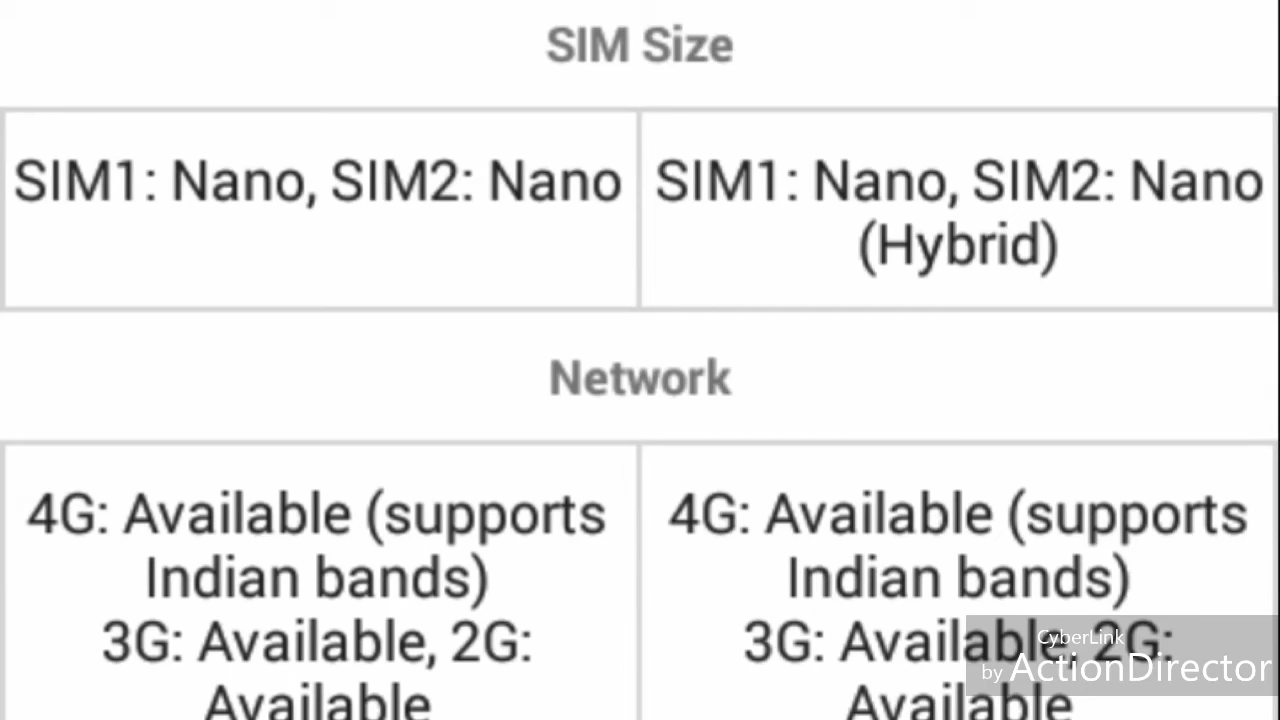 SIM Size
SIM1: Nano, SIM2: Nano
SIM1: Nano, SIM2: Nano
(Hybrid)
Network
4G: Available (supports
Indian bands)
3G: Available, 2G:
Available
4G: Available (supports
Indian bands)
3G: Available, 2G:
Available
CyberLink
by ActionDirector